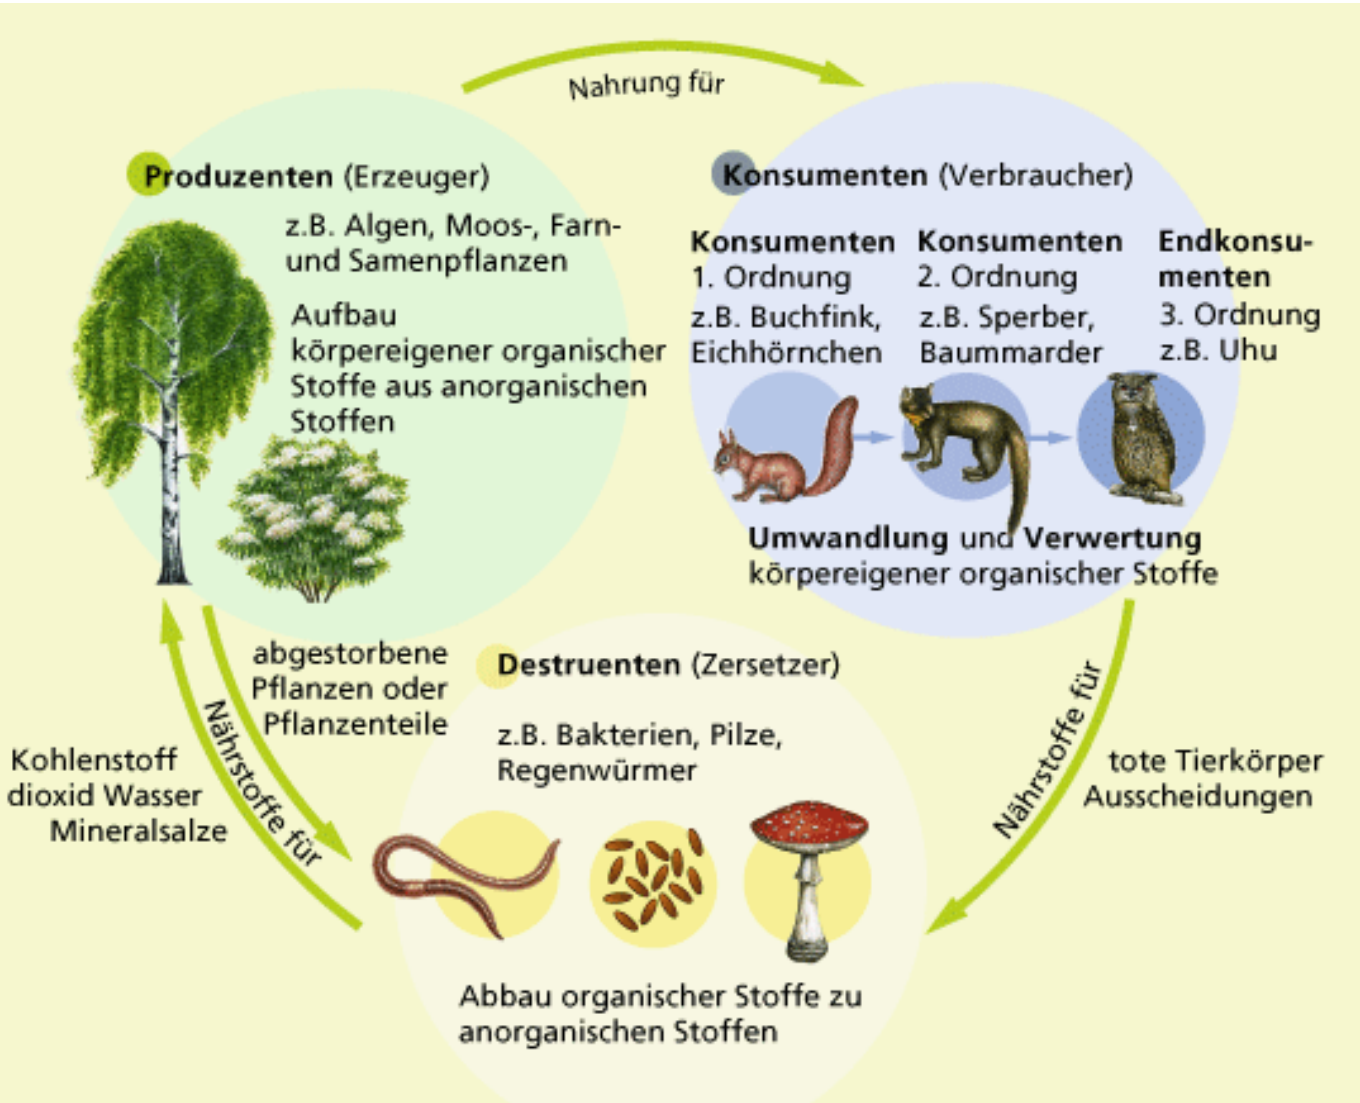 Nahrung für
Produzenten (Erzeuger)
z.B. Algen, Moos-, Farn-
und Samenpflanzen
Aufbau
körpereigener organischer
Stoffe aus anorganischen
Stoffen
Konsumenten (Verbraucher)
Konsumenten
1. Ordnung
z.B. Buchfink,
Eichhörnchen
Konsumenten
2. Ordnung
z.B. Sperber,
Baummarder
Endkonsu-
menten
3. Ordnung
z.B. Uhu
Umwandlung und Verwertung
körpereigener organischer Stoffe
abgestorbene
Pflanzen oder
Pflanzenteile
Nährstoffe für
Kohlenstoff
dioxid Wasser
Mineralsalze
Destruenten (Zersetzer)
z.B. Bakterien, Pilze,
Regenwürmer
Nährstoffe für
tote Tierkörper
Ausscheidungen
Abbau organischer Stoffe zu
anorganischen Stoffen